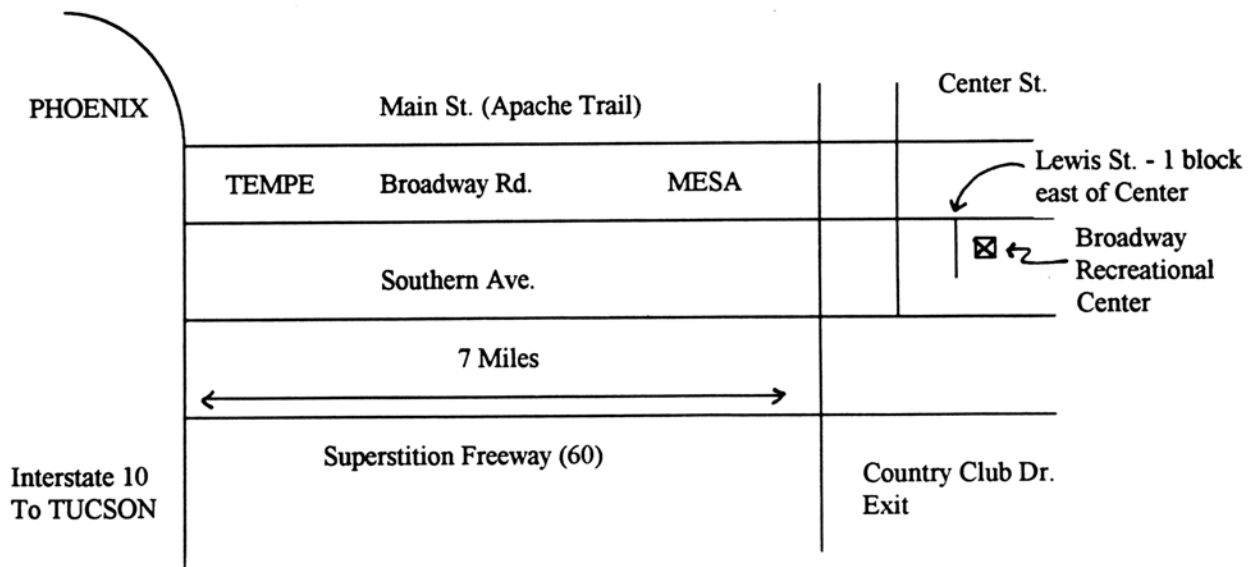 Center St.
PHOENIX
Main St. (Apache Trail)
Lewis St. - 1 block
east of Center
TEMPE
Broadway Rd.
MESA
Broadway
Recreational
Center
Southern Ave.
7 Miles
Superstition Freeway (60)
Interstate 10
To TUCSON
Country Club Dr.
Exit